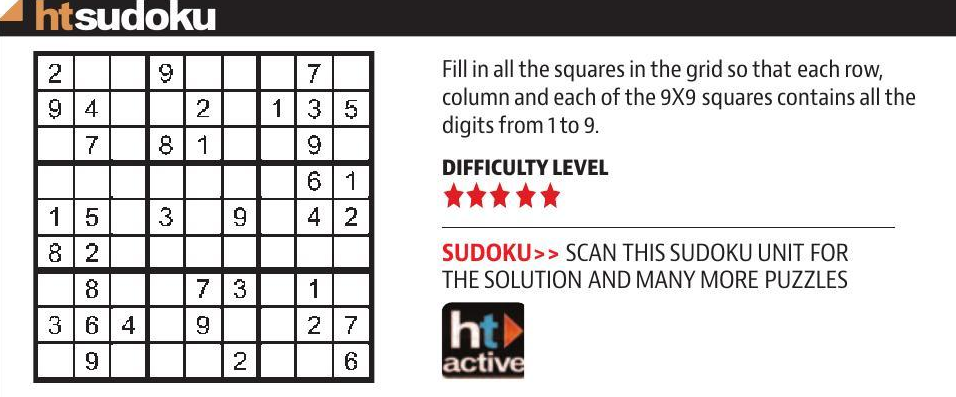 htsudoku
2 9 7
9 4 2 1 3 5
7 8 1 9
6 1
1 5 3 9 4 2
8 2
8 7 3 1
3 6 4 9 2 7
9 2 6
Fill in all the squares in the grid so that each row,
column and each of the 9X9 squares contains all the
digits from 1 to 9.
DIFFICULTY LEVEL
SUDOKU>> SCAN THIS SUDOKU UNIT FOR
THE SOLUTION AND MANY MORE PUZZLES
ht
active